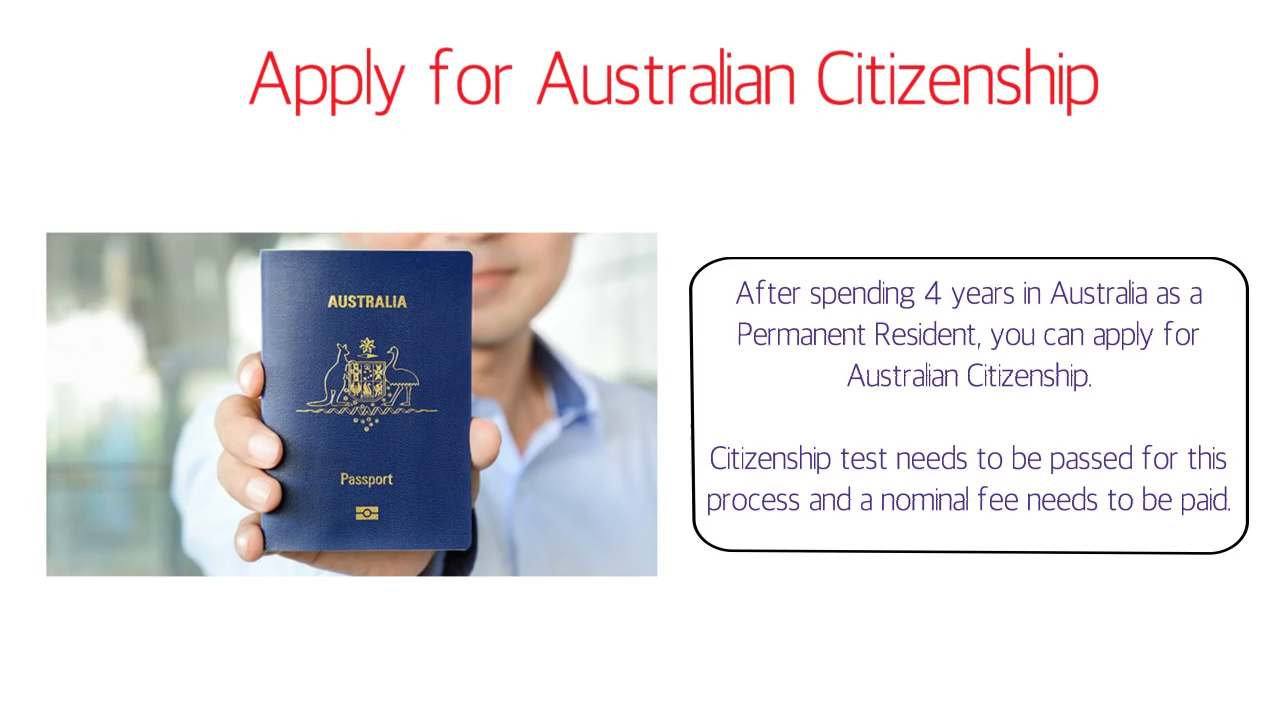 Apply for Australian Citizenship
AUSTRALIA
Passport
After spending 4 years in Australia as a
Permanent Resident, you can apply for
Australian Citizenship.
Citizenship test needs to be passed for this
process and a nominal fee needs to be paid.